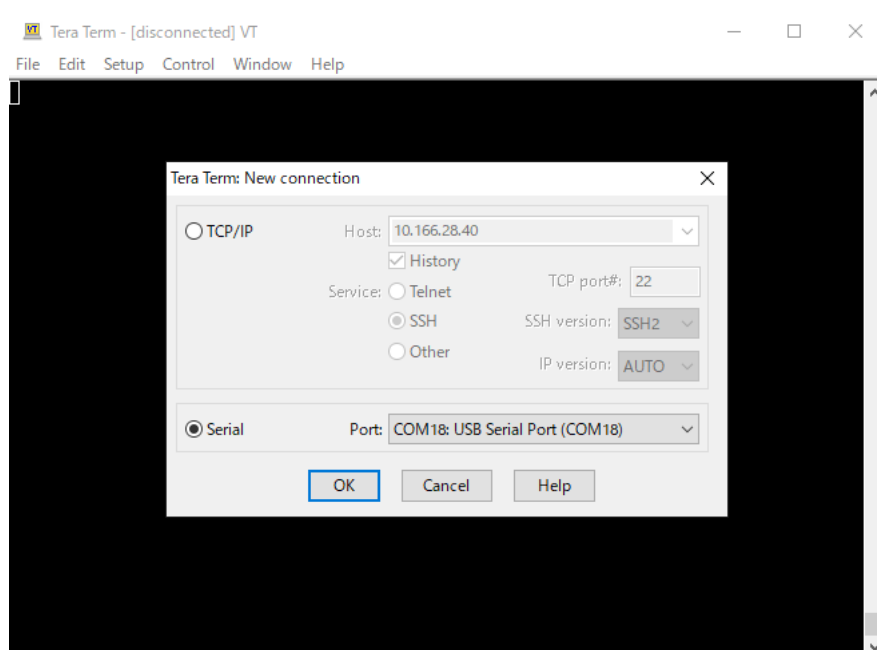 VT Tera Term - [disconnected] VT
File Edit Setup Control Window Help
Tera Term: New connection
TCP/IP Host: 10.166.28.40
History
Service: Telnet TCP port#: 22
SSH SSH version: SSH2
Other IP version: AUTO
Serial Port: COM18: USB Serial Port (COM18)
OK Cancel Help